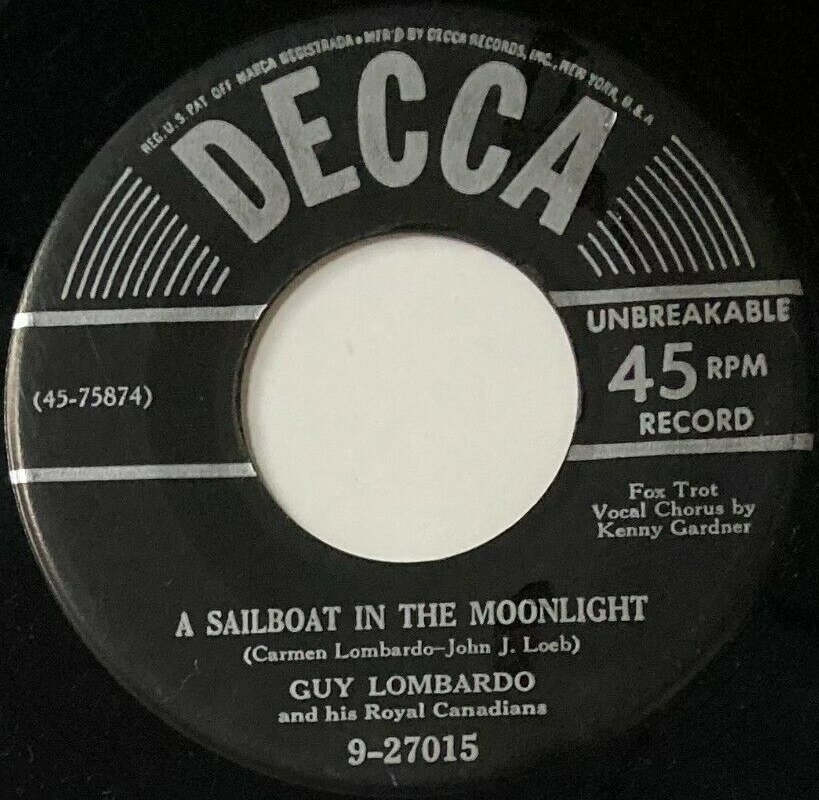 REG. U.S. PAT OFF MARCA REGISTRADA • MFR'D BY DECCA RECORDS, INC., NEW YORK, U.S.A
DECCA
(45-75874)
UNBREAKABLE
45 RPM
RECORD
Fox Trot
Vocal Chorus by
Kenny Gardner
A SAILBOAT IN THE MOONLIGHT
(Carmen Lombardo-John J. Loeb)
GUY LOMBARDO
and his Royal Canadians
9-27015